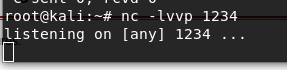 root@kali:~# nc -lvvp 1234
listening on [any] 1234 ...